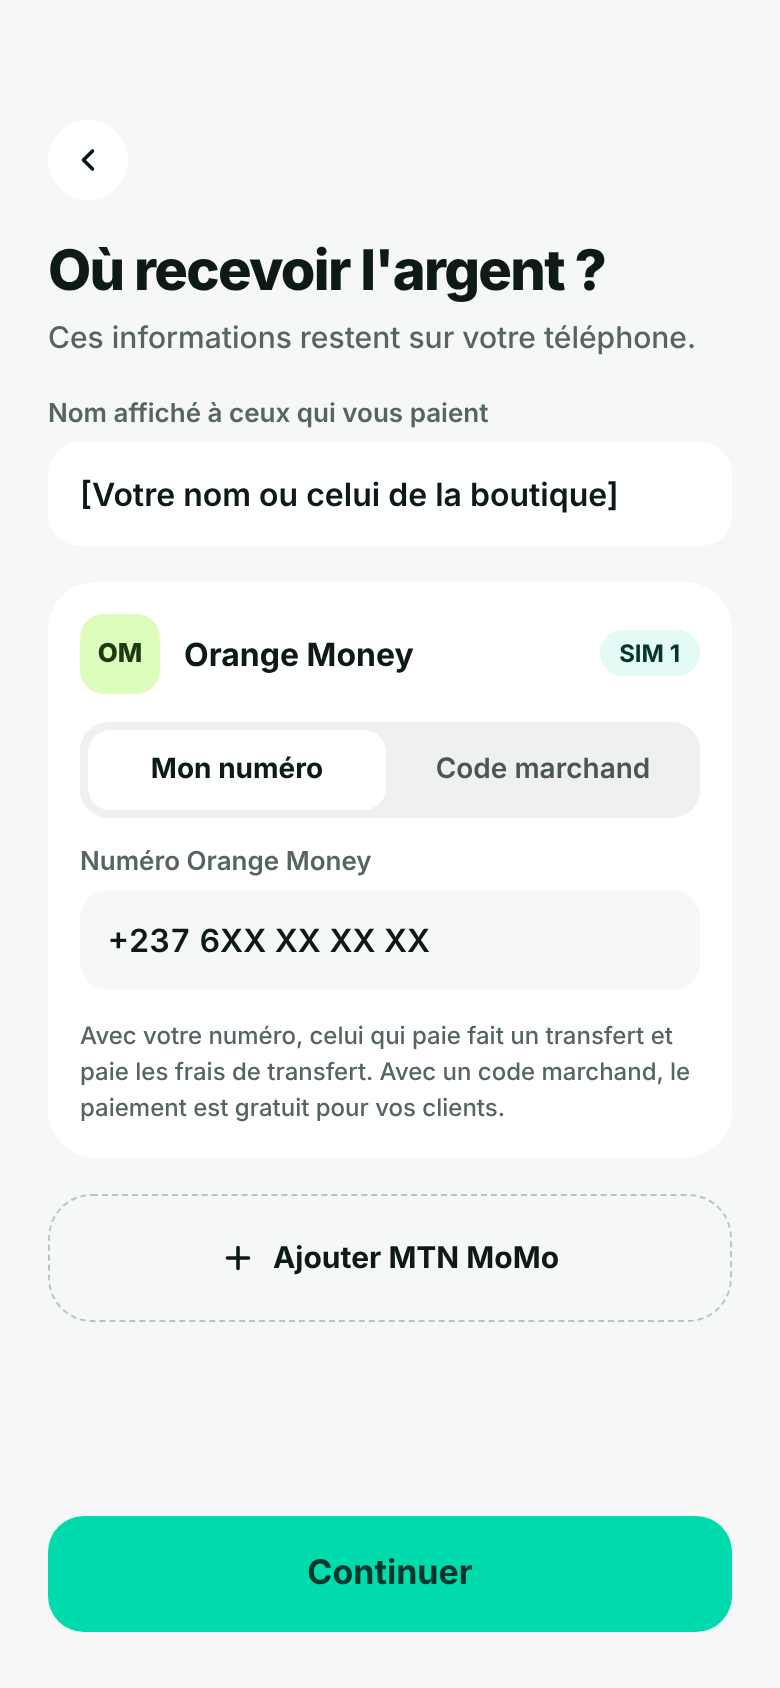 Où recevoir l'argent ?
Ces informations restent sur votre téléphone.
Nom affiché à ceux qui vous paient
[Votre nom ou celui de la boutique]
OM
Orange Money
SIM 1
Mon numéro
Code marchand
Numéro Orange Money
+237 6XX XX XX XX
Avec votre numéro, celui qui paie fait un transfert et
paie les frais de transfert. Avec un code marchand, le
paiement est gratuit pour vos clients.
+ Ajouter MTN MoMo
Continuer